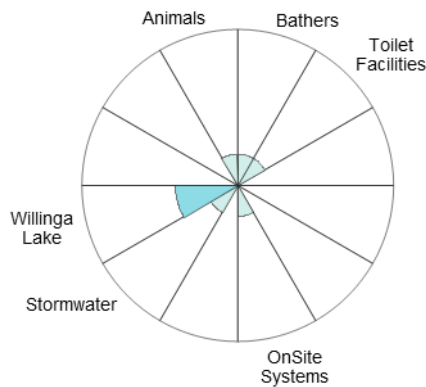 Animals
Bathers
Toilet
Facilities
Willinga
Lake
Stormwater
OnSite
Systems